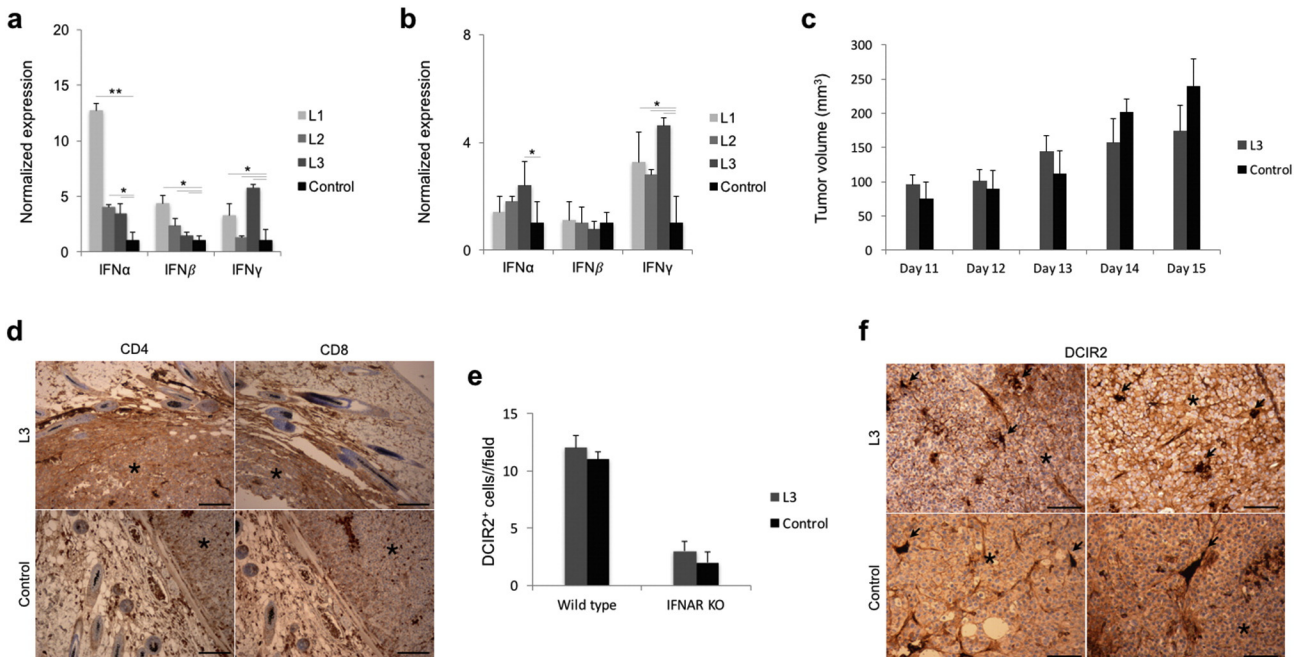 a
20
15
10
5
0
Normalized expression
**
*
*
*
IFNα
IFNβ
IFNγ
L1
L2
L3
Control
b
8
4
0
Normalized expression
*
*
IFNα
IFNβ
IFNγ
L1
L2
L3
Control
c
300
250
200
150
100
50
0
Tumor volume (mm³)
Day 11
Day 12
Day 13
Day 14
Day 15
L3
Control
d
CD4
CD8
L3
*
*
Control
*
*
e
15
10
5
0
DCIR2⁺ cells//field
Wild type
IFNAR KO
L3
Control
f
DCIR2
L3
*
*
Control
*
*